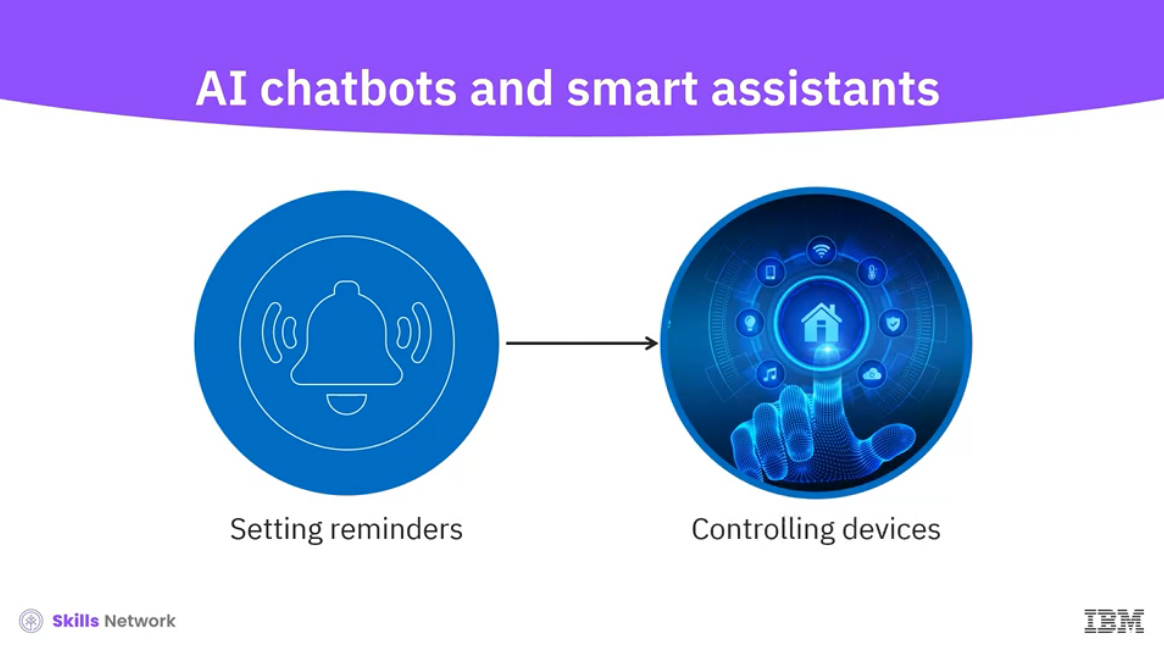 AI chatbots and smart assistants
Setting reminders
Controlling devices
Skills Network
IBM